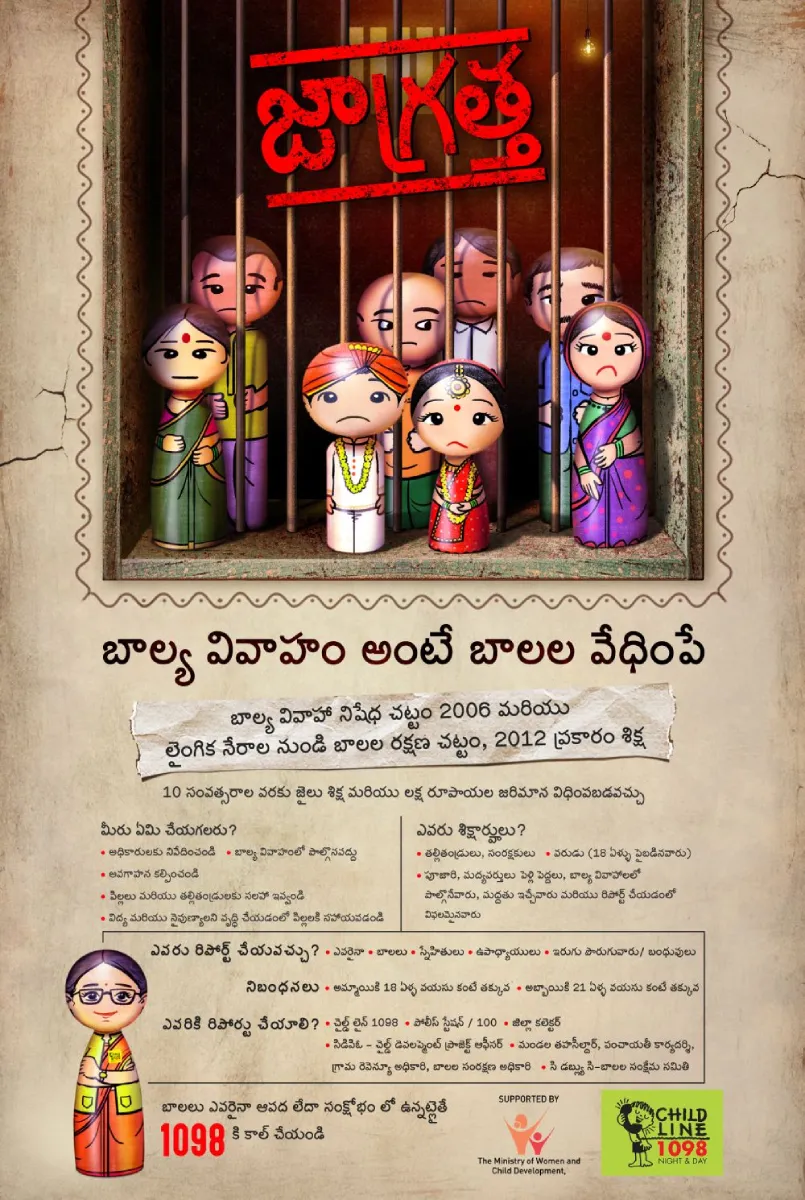 జాగ్రత్త
బాల్య వివాహం అంటే బాలల వేధింపే
బాల్య వివాహా నిషేధ చట్టం 2006 మరియు
లైంగిక నేరాల నుండి బాలల రక్షణ చట్టం, 2012 ప్రకారం శిక్ష
10 సంవత్సరాల వరకు జైలు శిక్ష మరియు లక్ష రూపాయల జరిమాన విధింపబడవచ్చు
మీరు ఏమి చేయగలరు?
• అధికారులకు నివేదించండి • బాల్య వివాహంలో పాల్గొనవద్దు
• అవగాహన కల్పించండి
• పిల్లలు మరియు తల్లితండ్రులకు సలహా ఇవ్వండి
• విద్య మరియు నైపుణ్యాలని వృద్ధి చేయడంలో పిల్లలకి సహాయపడండి
ఎవరు శిక్షార్హులు?
• తల్లితండ్రులు, సంరక్షకులు • వరుడు (18 ఏళ్ళు పైబడినవారు)
• పూజారి, మధ్యవర్తులు పెళ్లి పెద్దలు, బాల్య వివాహాలలో
పాల్గొనేవారు, మద్దతు ఇచ్చేవారు మరియు రిపోర్ట్ చేయడంలో
విఫలమైనవారు
ఎవరు రిపోర్ట్ చేయవచ్చు? • ఎవరైనా • బాలలు • స్నేహితులు • ఉపాధ్యాయులు • ఇరుగు పొరుగువారు/ బంధువులు
నిబంధనలు • అమ్మాయికి 18 ఏళ్ళ వయసు కంటే తక్కువ • అబ్బాయికి 21 ఏళ్ళ వయసు కంటే తక్కువ
ఎవరికి రిపోర్టు చేయాలి? • చైల్డ్ లైన్ 1098 • పోలీస్ స్టేషన్ / 100 • జిల్లా కలెక్టర్
• సిడిపిఓ – చైల్డ్ డెవలప్మెంట్ ప్రాజెక్ట్ ఆఫీసర్ • మండల తహసీల్దార్, పంచాయతీ కార్యదర్శి,
గ్రామ రెవెన్యూ అధికారి, బాలల సంరక్షణ అధికారి • సి డబ్ల్యు సి–బాలల సంక్షేమ సమితి
బాలలు ఎవరైనా ఆపద లేదా సంక్షోభం లో ఉన్నట్లైతే
1098 కి కాల్ చేయండి
SUPPORTED BY
The Ministry of Women and
Child Development,
CHILD
LINE
1098
NIGHT & DAY